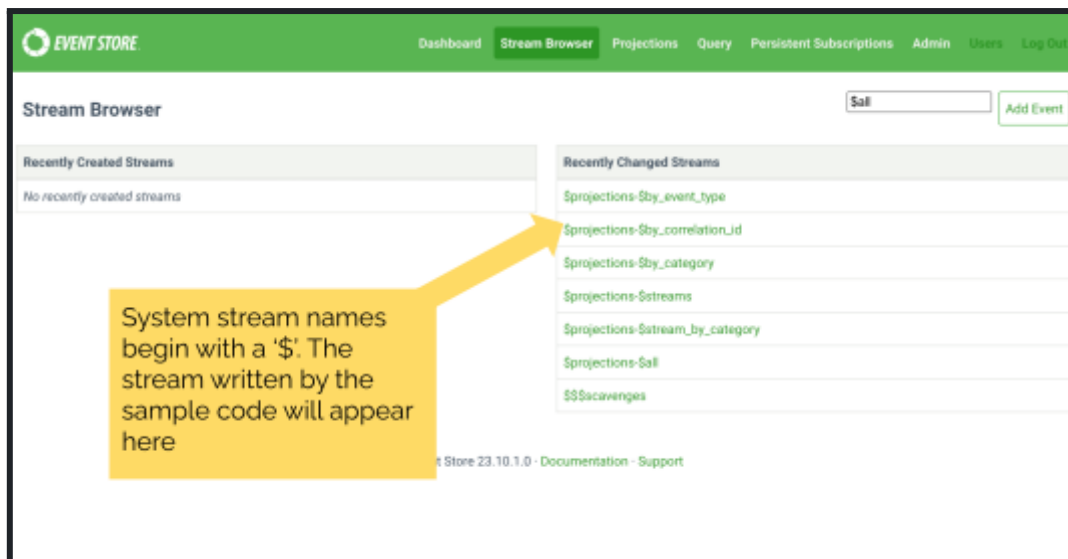 EVENT STORE
Dashboard Stream Browser Projections Query Persistent Subscriptions Admin Users Log Out
Stream Browser
$all
Add Event
Recently Created Streams
No recently created streams
Recently Changed Streams
$projections-$by_event_type
$projections-$by_correlation_id
$projections-$by_category
$projections-$streams
$projections-$stream_by_category
$projections-$all
$$$scavenges
System stream names
begin with a ‘$’. The
stream written by the
sample code will appear
here
t Store 23.10.1.0 - Documentation - Support